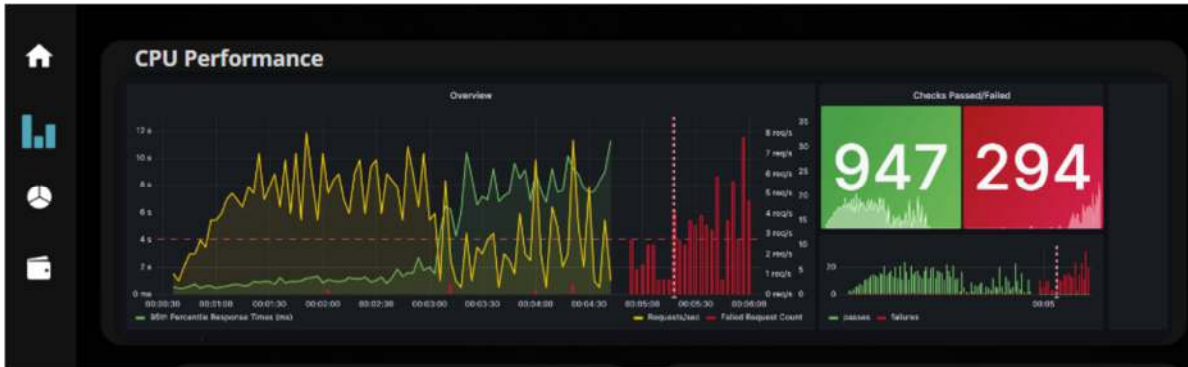 CPU Performance
Overview
Checks Passed/Failed
12 s
10 s
8 s
6 s
4 s
2 s
0 ms
8 req/s
7 req/s
6 req/s
5 req/s
4 req/s
3 req/s
2 req/s
1 req/s
0 req/s
35
30
25
20
15
10
5
0
00:00:30 00:01:00 00:01:30 00:02:00 00:02:30 00:03:00 00:03:30 00:04:00 00:04:30 00:05:00 00:05:30 00:06:00
95th Percentile Response Times (ms)
Requests/sec
Failed Request Count
947
294
20
0
00:05
passes
failures